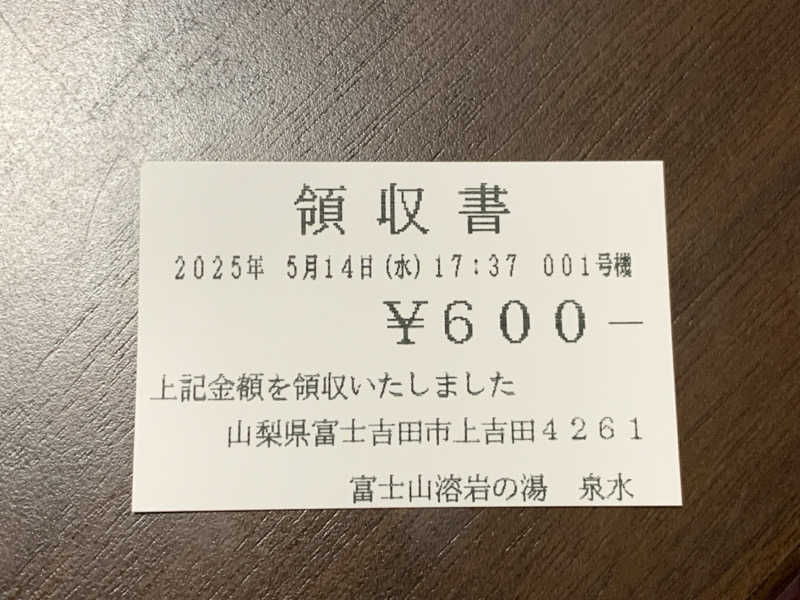 領収書
2025年 5月14日(水)17:37 001号機
¥600−
上記金額を領収いたしました
山梨県富士吉田市上吉田4261
富士山溶岩の湯 泉水